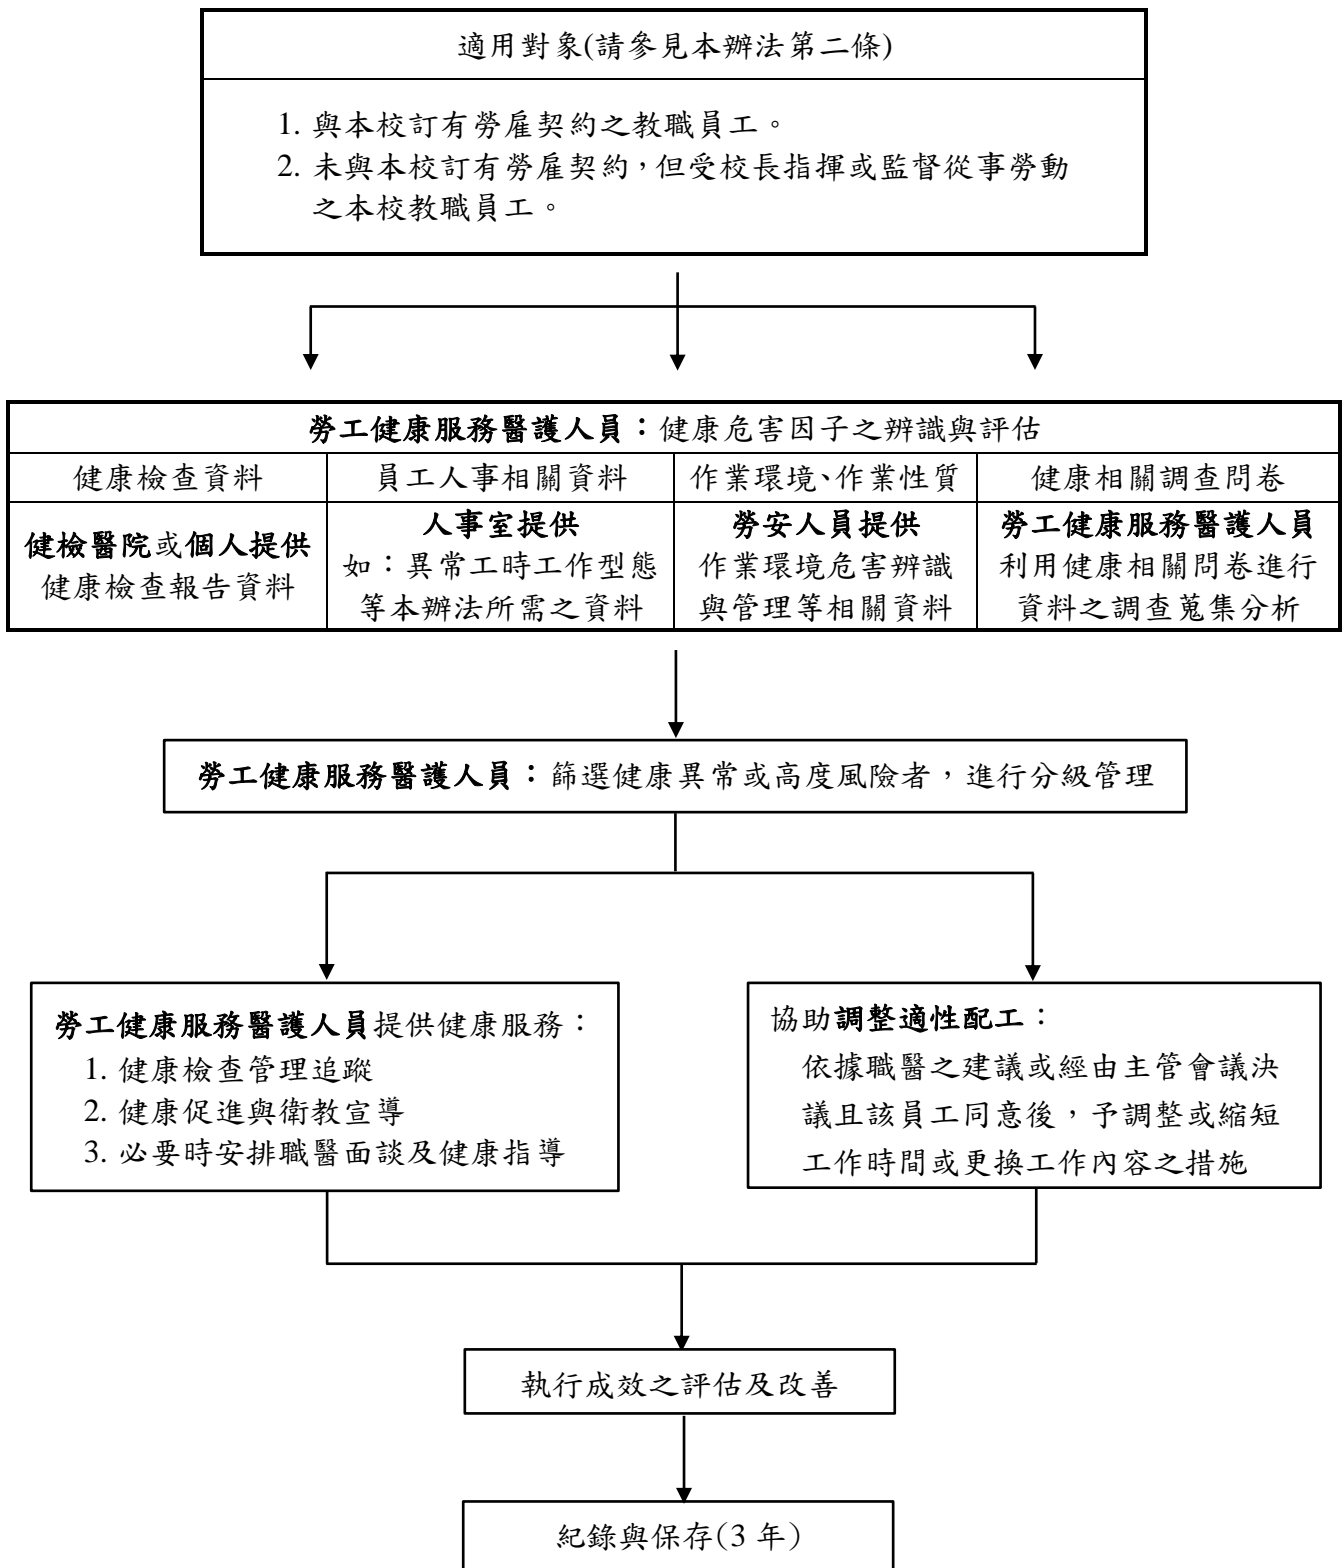 適用對象(請參見本辦法第二條)
1. 與本校訂有勞雇契約之教職員工。
2. 未與本校訂有勞雇契約，但受校長指揮或監督從事勞動
之本校教職員工。
勞工健康服務醫護人員：健康危害因子之辨識與評估
健康檢查資料
員工人事相關資料
作業環境、作業性質
健康相關調查問卷
健檢醫院或個人提供
健康檢查報告資料
人事室提供
如：異常工時工作型態
等本辦法所需之資料
勞安人員提供
作業環境危害辨識
與管理等相關資料
勞工健康服務醫護人員
利用健康相關問卷進行
資料之調查蒐集分析
勞工健康服務醫護人員：篩選健康異常或高度風險者，進行分級管理
勞工健康服務醫護人員提供健康服務：
1. 健康檢查管理追蹤
2. 健康促進與衛教宣導
3. 必要時安排職醫面談及健康指導
協助調整適性配工：
依據職醫之建議或經由主管會議決
議且該員工同意後，予調整或縮短
工作時間或更換工作內容之措施
執行成效之評估及改善
紀錄與保存(3 年)